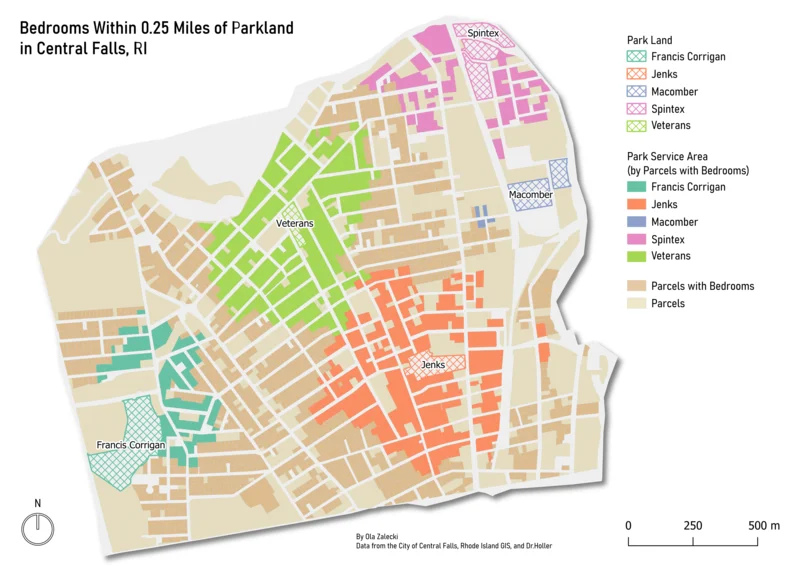 Bedrooms Within 0.25 Miles of Parkland
in Central Falls, RI
Spintex
Macomber
Veterans
Jenks
Francis Corrigan
Park Land
Francis Corrigan
Jenks
Macomber
Spintex
Veterans
Park Service Area
(by Parcels with Bedrooms)
Francis Corrigan
Jenks
Macomber
Spintex
Veterans
Parcels with Bedrooms
Parcels
N
By Ola Zalecki
Data from the City of Central Falls, Rhode Island GIS, and Dr.Holler
0 250 500 m